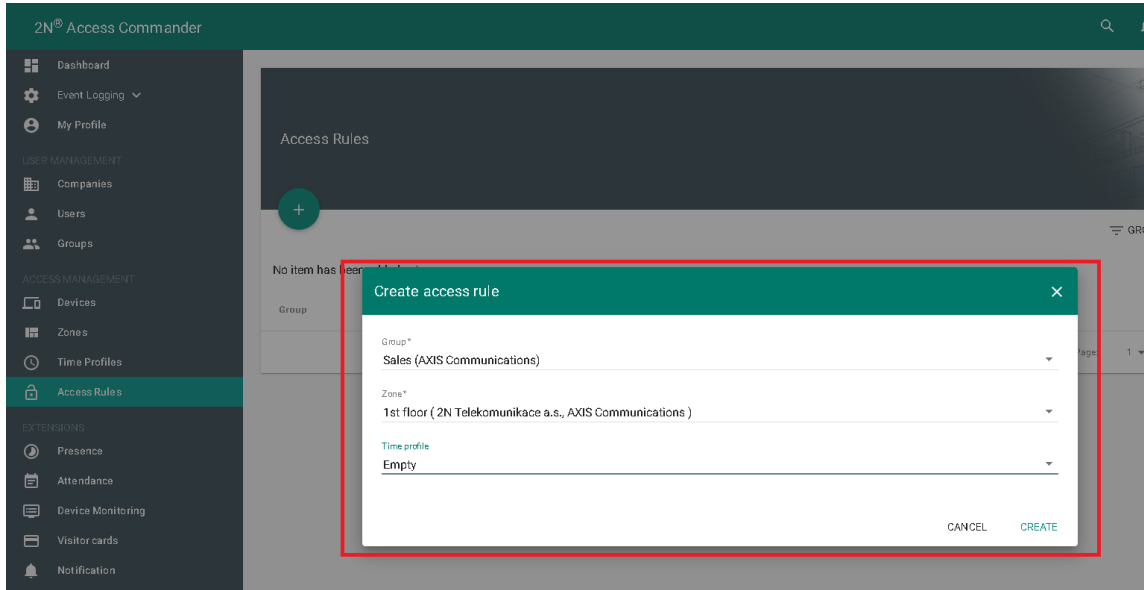 2N® Access Commander
Dashboard
Event Logging
My Profile
USER MANAGEMENT
Companies
Users
Groups
ACCESS MANAGEMENT
Devices
Zones
Time Profiles
Access Rules
EXTENSIONS
Presence
Attendance
Device Monitoring
Visitor cards
Notification
Access Rules
+
GRO
No item has been
Group
Page: 1
Create access rule
Group*
Sales (AXIS Communications)
Zone*
1st floor ( 2N Telekomunikace a.s., AXIS Communications )
Time profile
Empty
CANCEL CREATE